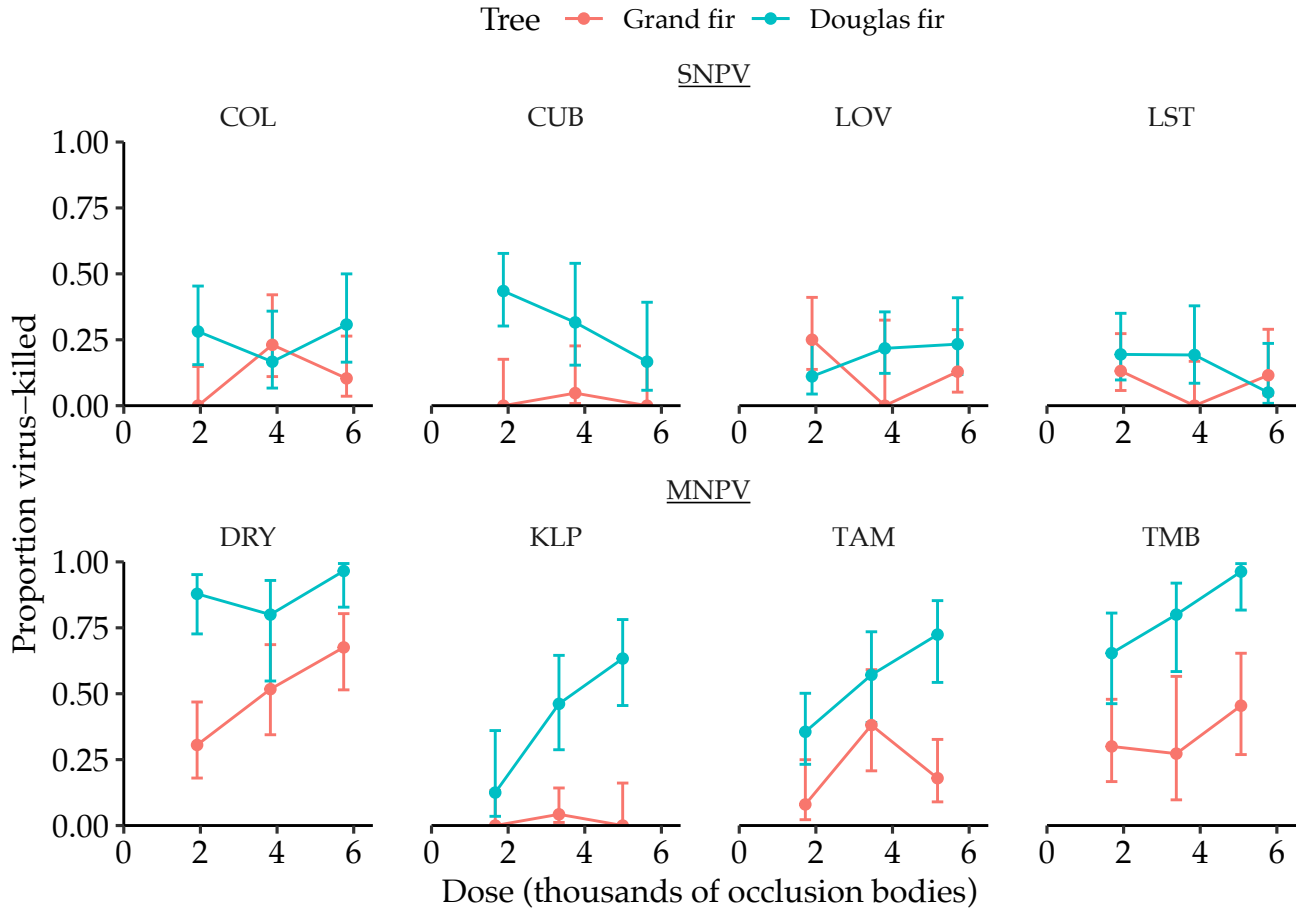 Tree Grand fir Douglas fir
SNPV
COL CUB LOV LST
1.00
0.75
0.50
0.25
0.00
0 2 4 6 0 2 4 6 0 2 4 6 0 2 4 6
Proportion virus−killed
MNPV
DRY KLP TAM TMB
1.00
0.75
0.50
0.25
0.00
0 2 4 6 0 2 4 6 0 2 4 6 0 2 4 6
Dose (thousands of occlusion bodies)